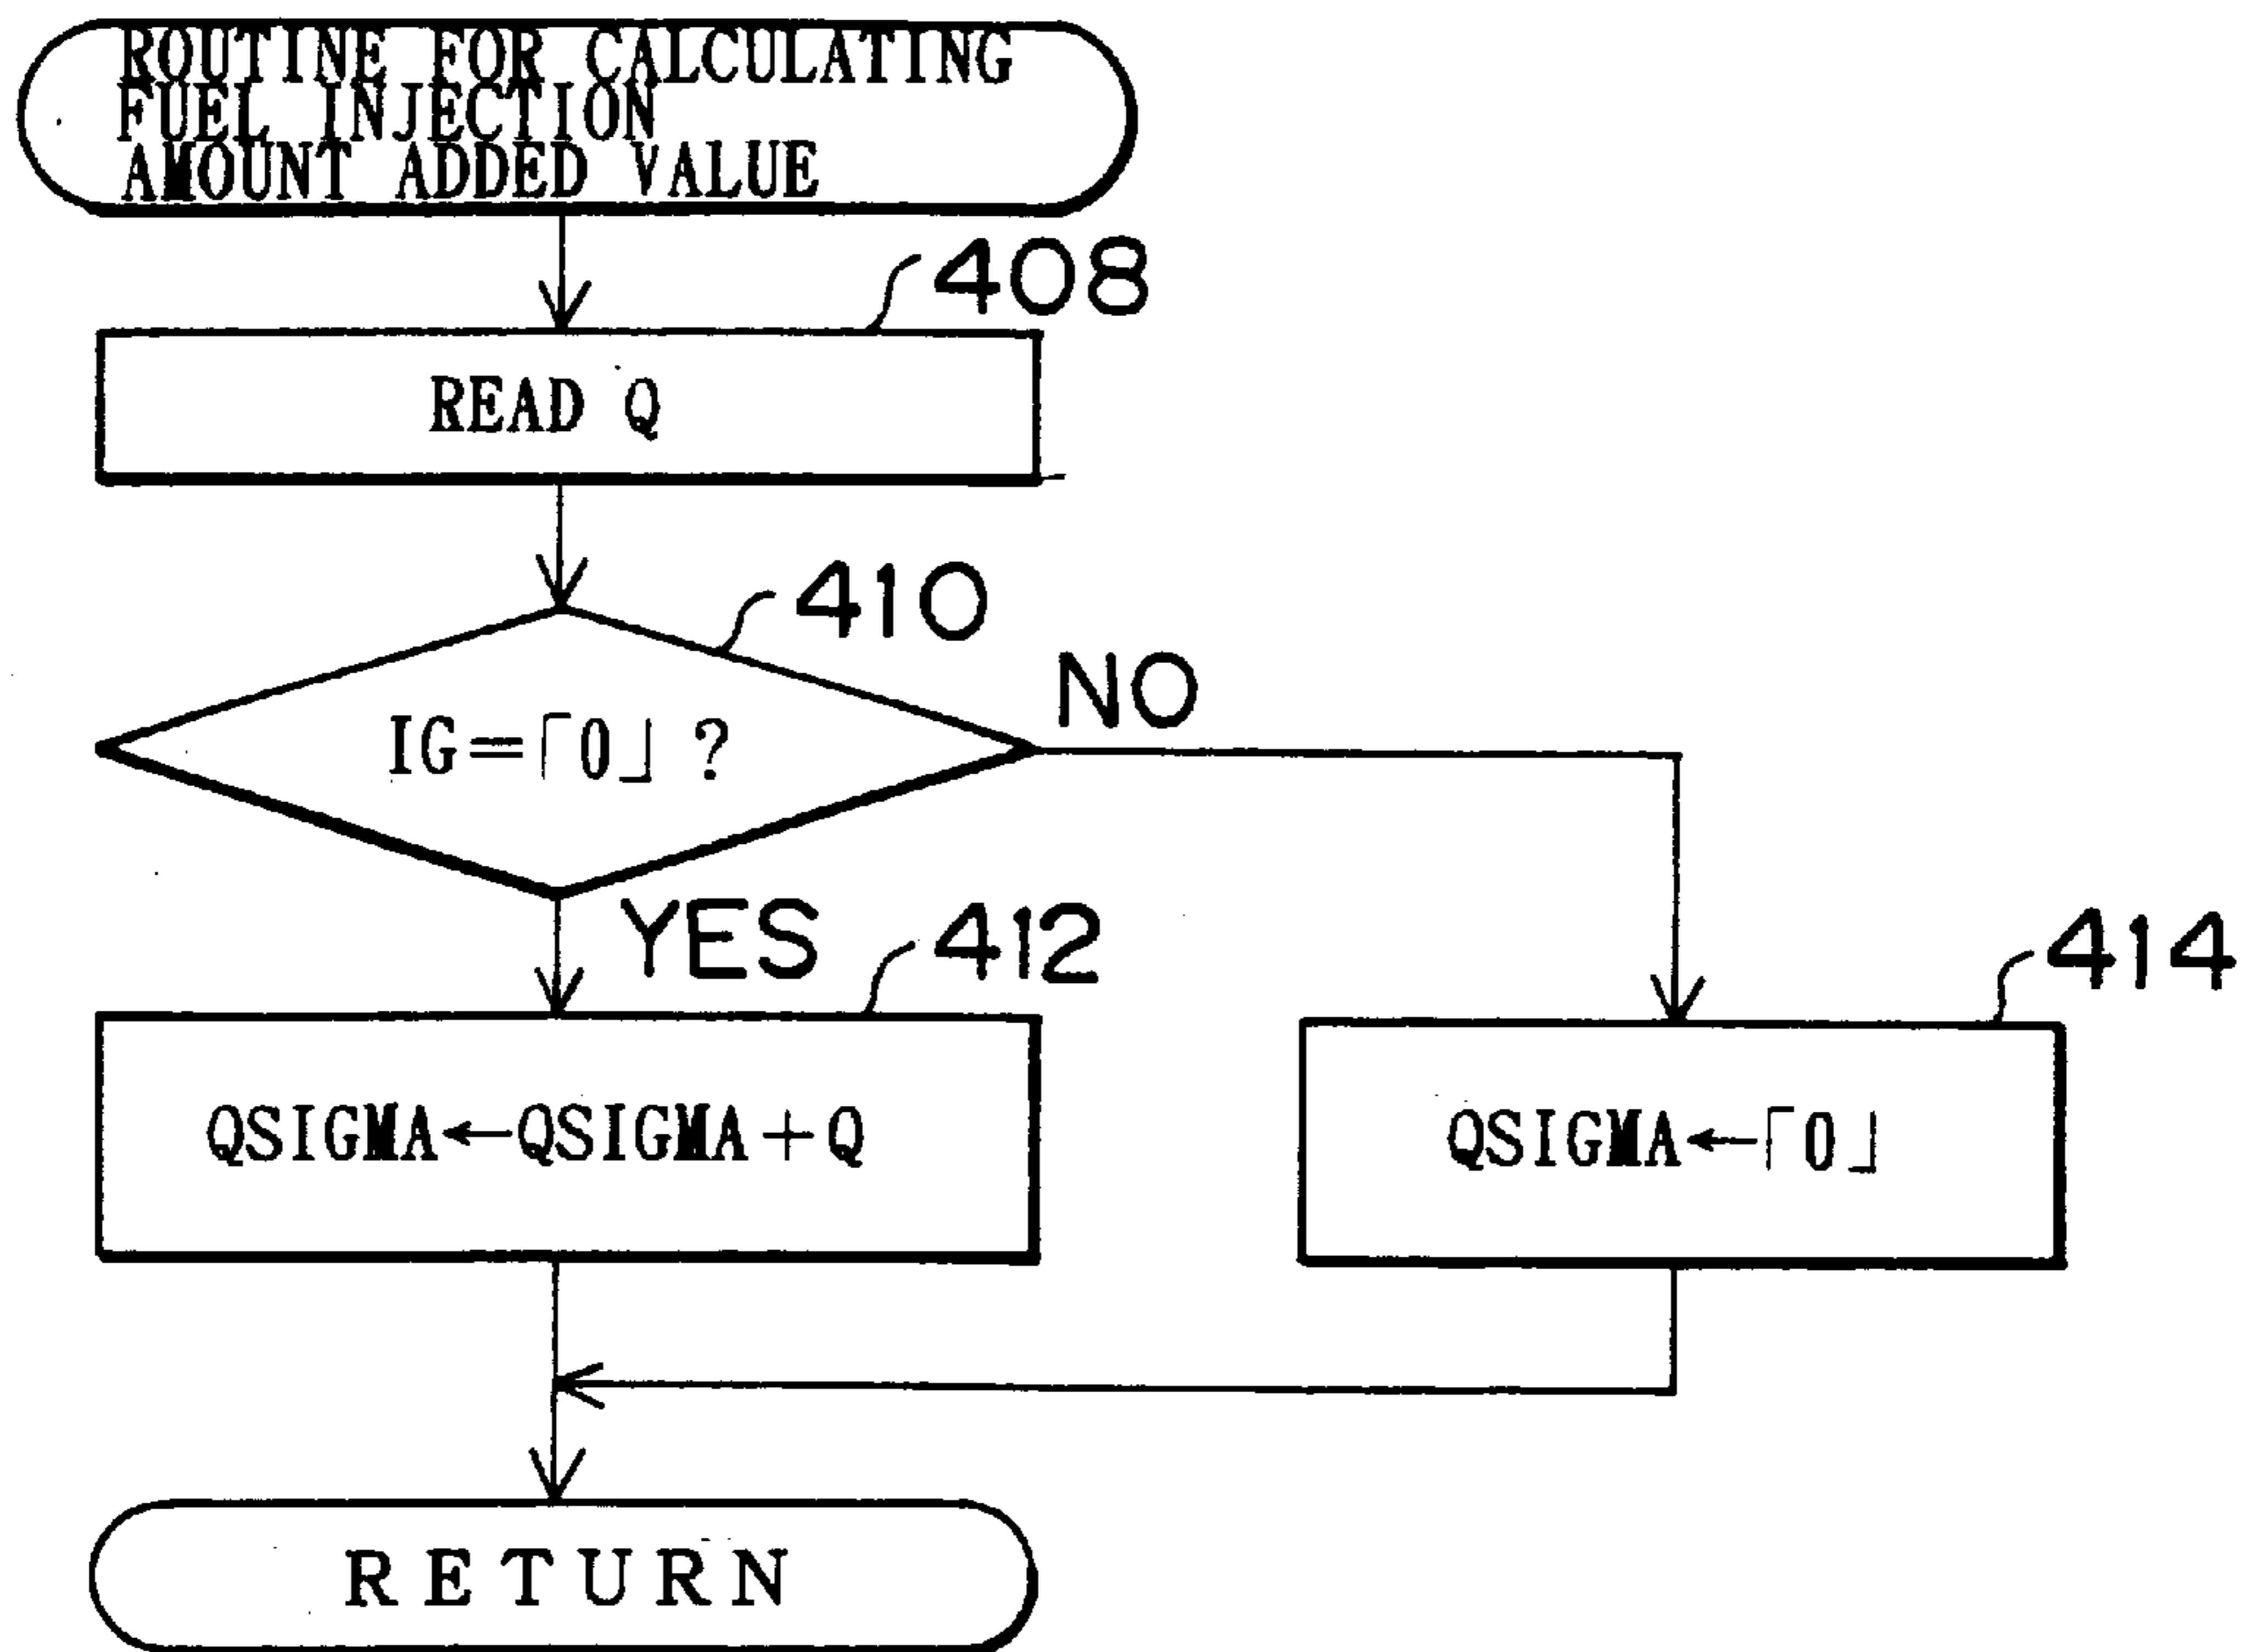 ROUTINE FOR CALCULATING
FUEL INJECTION
AMOUNT ADDED VALUE
408
READ Q
410
NO
IG=「0」?
YES
412
414
QSIGMA←QSIGMA+Q
QSIGMA←「0」
RETURN